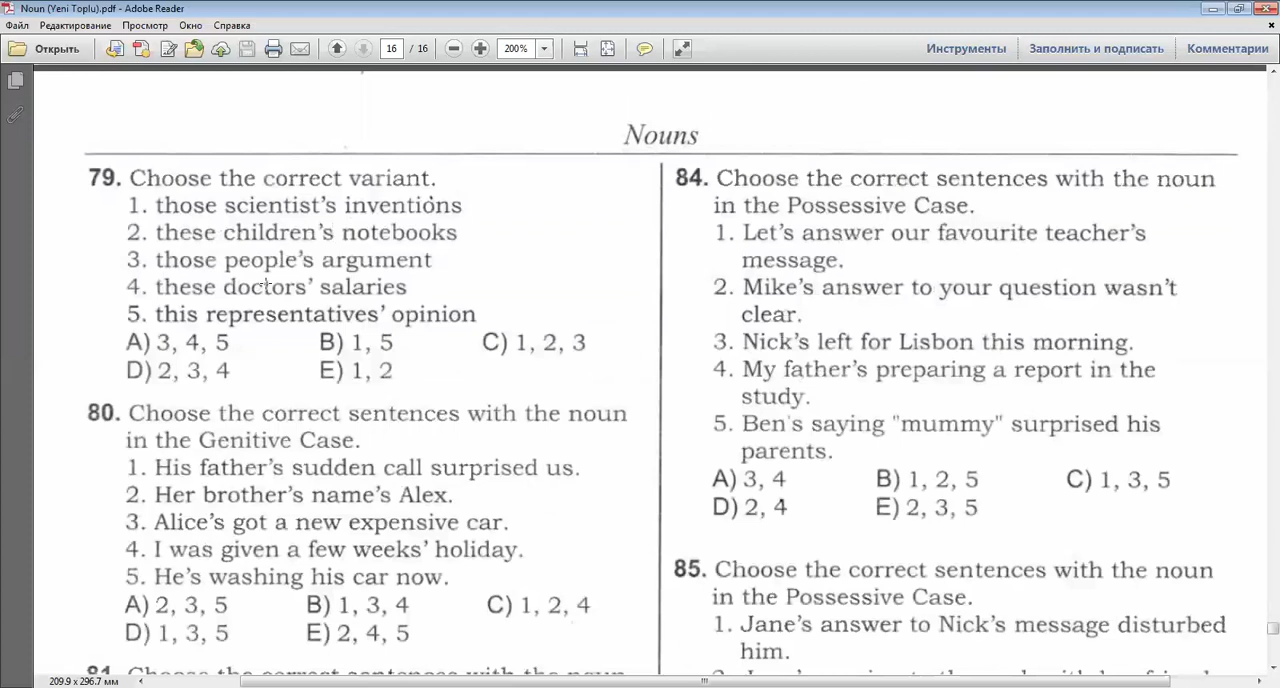 Noun (Yeni Toplu).pdf - Adobe Reader
Файл Редактирование Просмотр Окно Справка
Открыть 16 / 16 200% Инструменты Заполнить и подписать Комментарии
Nouns
79. Choose the correct variant.
1. those scientist's inventions
2. these children's notebooks
3. those people's argument
4. these doctors' salaries
5. this representatives' opinion
A) 3, 4, 5 B) 1, 5 C) 1, 2, 3
D) 2, 3, 4 E) 1, 2
80. Choose the correct sentences with the noun
in the Genitive Case.
1. His father's sudden call surprised us.
2. Her brother's name's Alex.
3. Alice's got a new expensive car.
4. I was given a few weeks' holiday.
5. He's washing his car now.
A) 2, 3, 5 B) 1, 3, 4 C) 1, 2, 4
D) 1, 3, 5 E) 2, 4, 5
81. Choose the correct sentences with the noun
84. Choose the correct sentences with the noun
in the Possessive Case.
1. Let's answer our favourite teacher's
message.
2. Mike's answer to your question wasn't
clear.
3. Nick's left for Lisbon this morning.
4. My father's preparing a report in the
study.
5. Ben's saying "mummy" surprised his
parents.
A) 3, 4 B) 1, 2, 5 C) 1, 3, 5
D) 2, 4 E) 2, 3, 5
85. Choose the correct sentences with the noun
in the Possessive Case.
1. Jane's answer to Nick's message disturbed
him.
209.9 x 296.7 мм